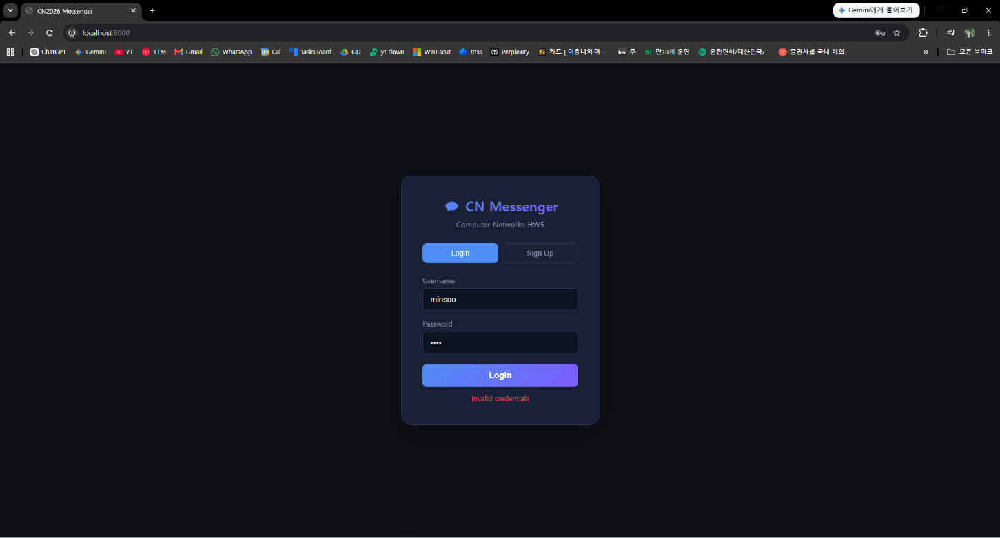 CN2026 Messenger
Gemini에게 물어보기
localhost:8000
ChatGPT Gemini YT YTM Gmail WhatsApp Cal TasksBoard GD yt down W10 scut toss Perplexity 카드 | 이용내역·매... Inv 주 bl 만18세 운면 운전면허/대한민국/... 증권사별 국내 해외... » 모든 북마크
CN Messenger
Computer Networks HW5
Login Sign Up
Username
minsoo
Password
••••
Login
Invalid credentials